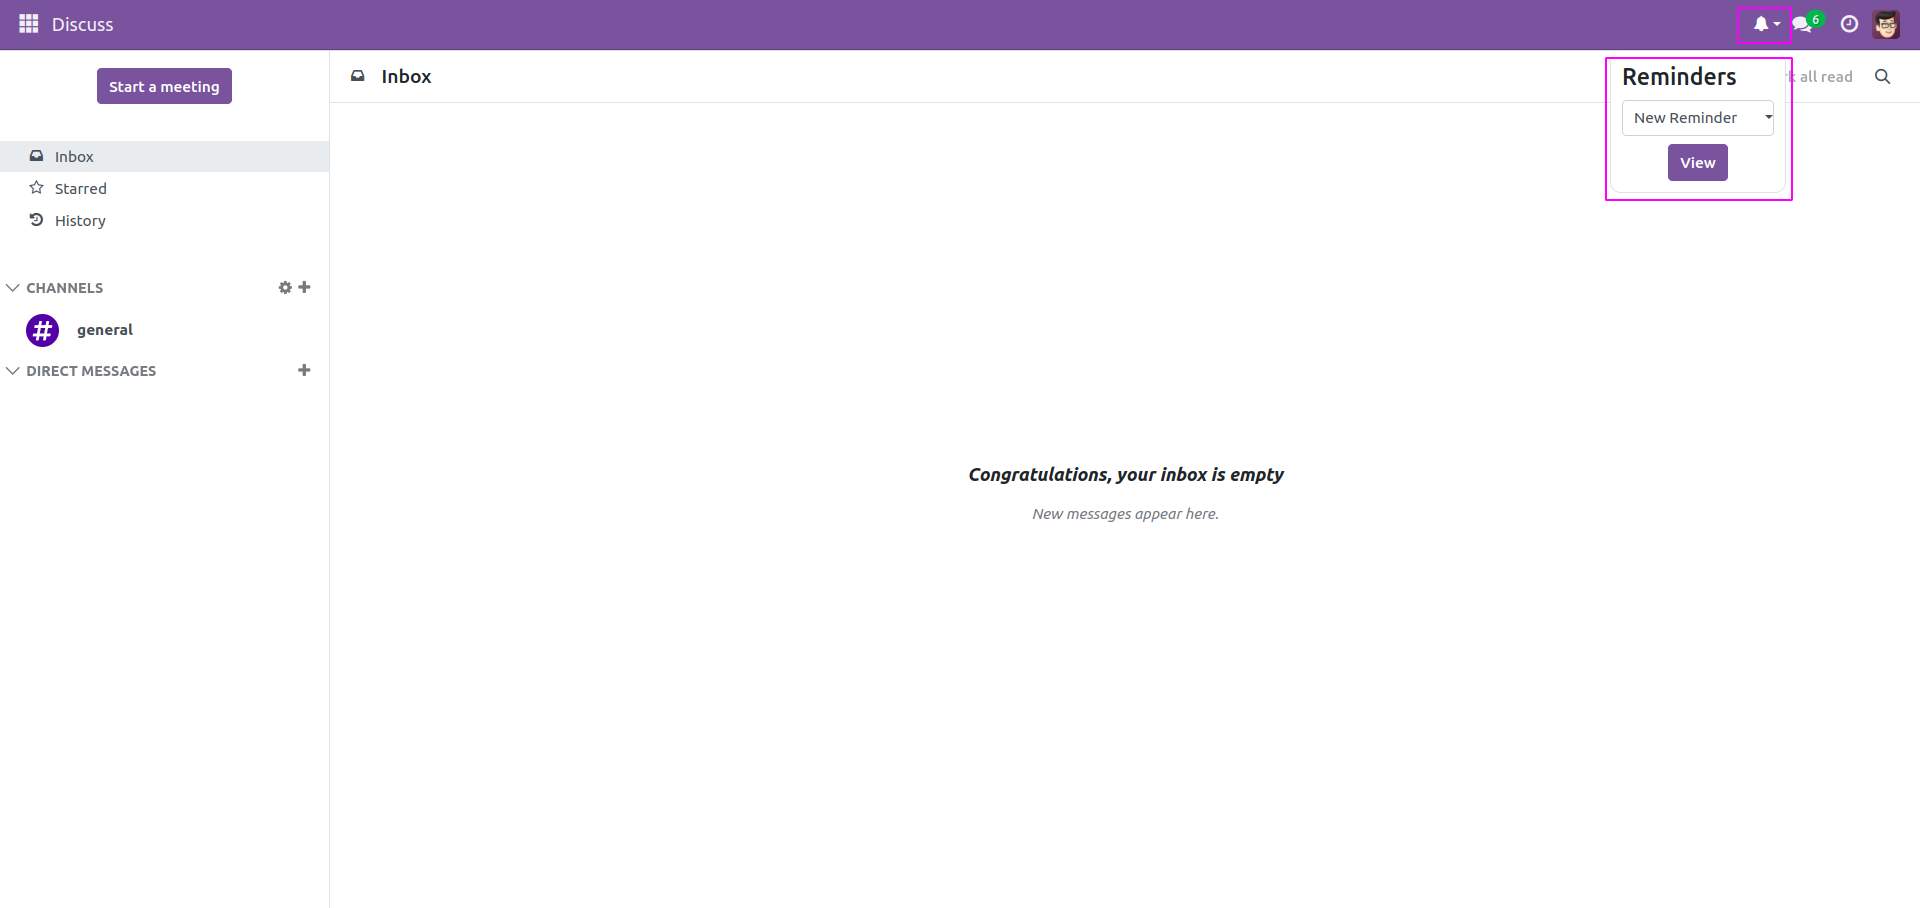 Discuss
6
Start a meeting
Inbox
Reminders
all read
New Reminder
View
Inbox
Starred
History
CHANNELS
general
DIRECT MESSAGES
Congratulations, your inbox is empty
New messages appear here.